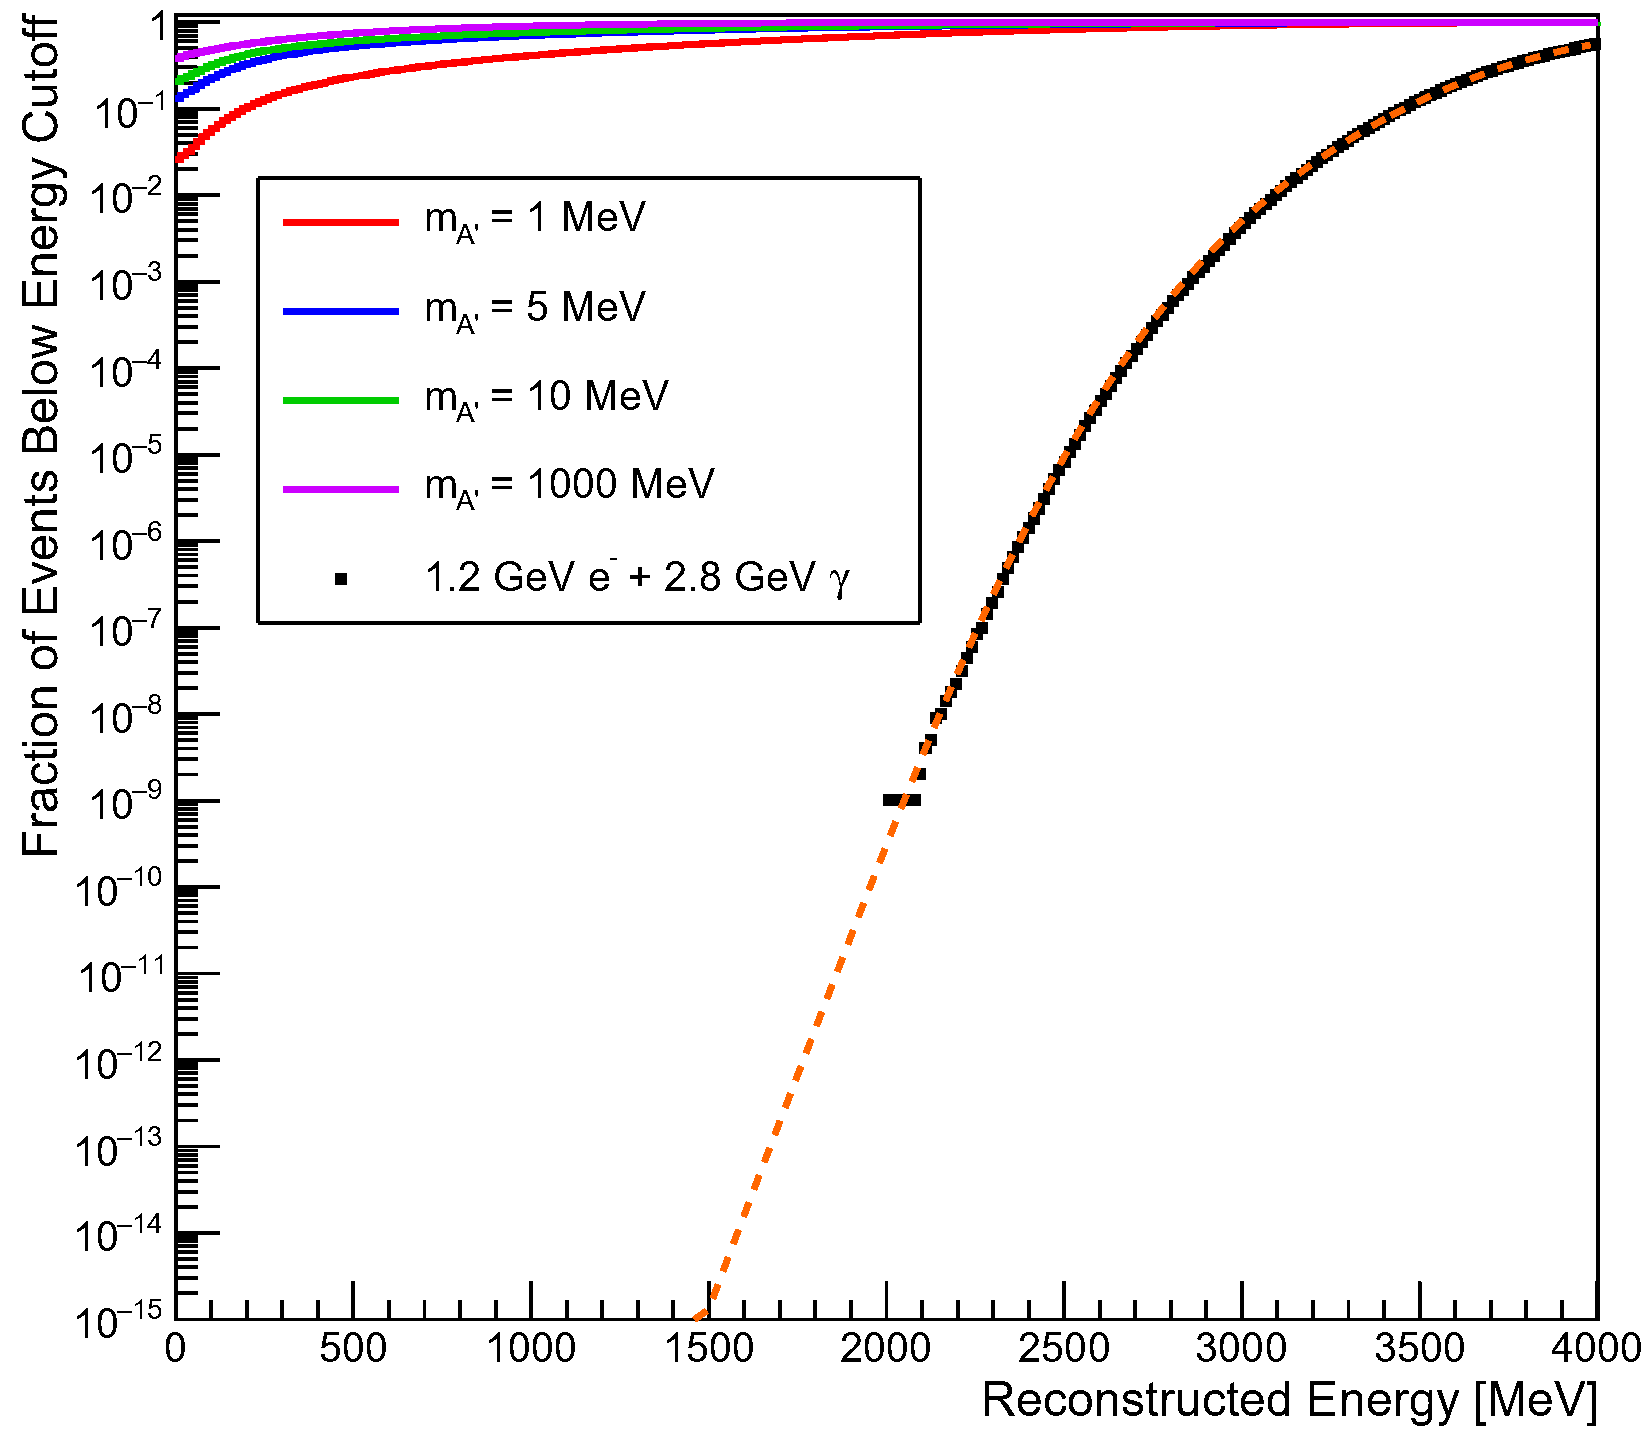 Fraction of Events Below Energy Cutoff
1
10⁻¹
10⁻²
10⁻³
10⁻⁴
10⁻⁵
10⁻⁶
10⁻⁷
10⁻⁸
10⁻⁹
10⁻¹⁰
10⁻¹¹
10⁻¹²
10⁻¹³
10⁻¹⁴
10⁻¹⁵
m_A' = 1 MeV
m_A' = 5 MeV
m_A' = 10 MeV
m_A' = 1000 MeV
1.2 GeV e⁻ + 2.8 GeV γ
0 500 1000 1500 2000 2500 3000 3500 4000
Reconstructed Energy [MeV]